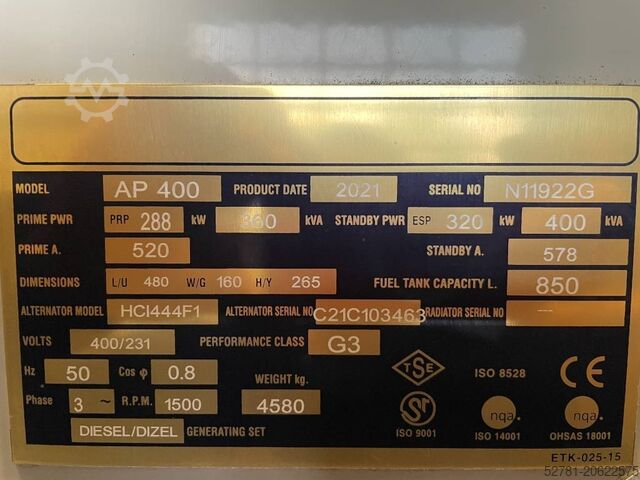 MODEL AP 400 PRODUCT DATE 2021 SERIAL NO N11922G
PRIME PWR PRP 288 kW 360 kVA STANDBY PWR ESP 320 kW 400 kVA
PRIME A. 520 STANDBY A. 578
DIMENSIONS L/U 480 W/G 160 H/Y 265 FUEL TANK CAPACITY L. 850
ALTERNATOR MODEL HCI444F1 ALTERNATOR SERIAL NO C21C103463 RADIATOR SERIAL NO ---
VOLTS 400/231 PERFORMANCE CLASS G3
Hz 50 Cos φ 0.8 WEIGHT kg. TSE ISO 8528 CE
Phase 3 ~ R.P.M. 1500 4580 nqa. nqa.
DIESEL/DIZEL GENERATING SET ISO 9001 ISO 14001 OHSAS 18001
ETK-025-15
52781-20622575